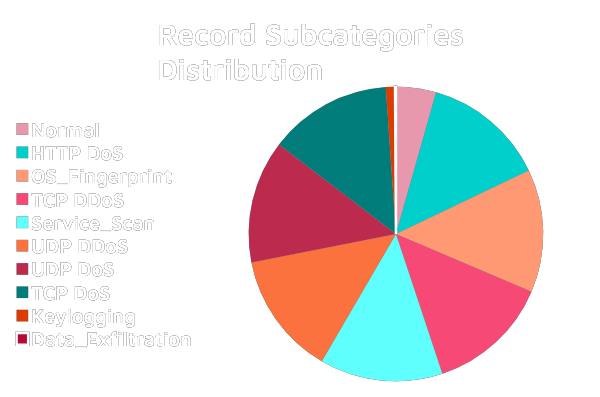 Record Subcategories
Distribution
Normal
HTTP DoS
OS_Fingerprint
TCP DDoS
Service_Scan
UDP DDoS
UDP DoS
TCP DoS
Keylogging
Data_Exfiltration